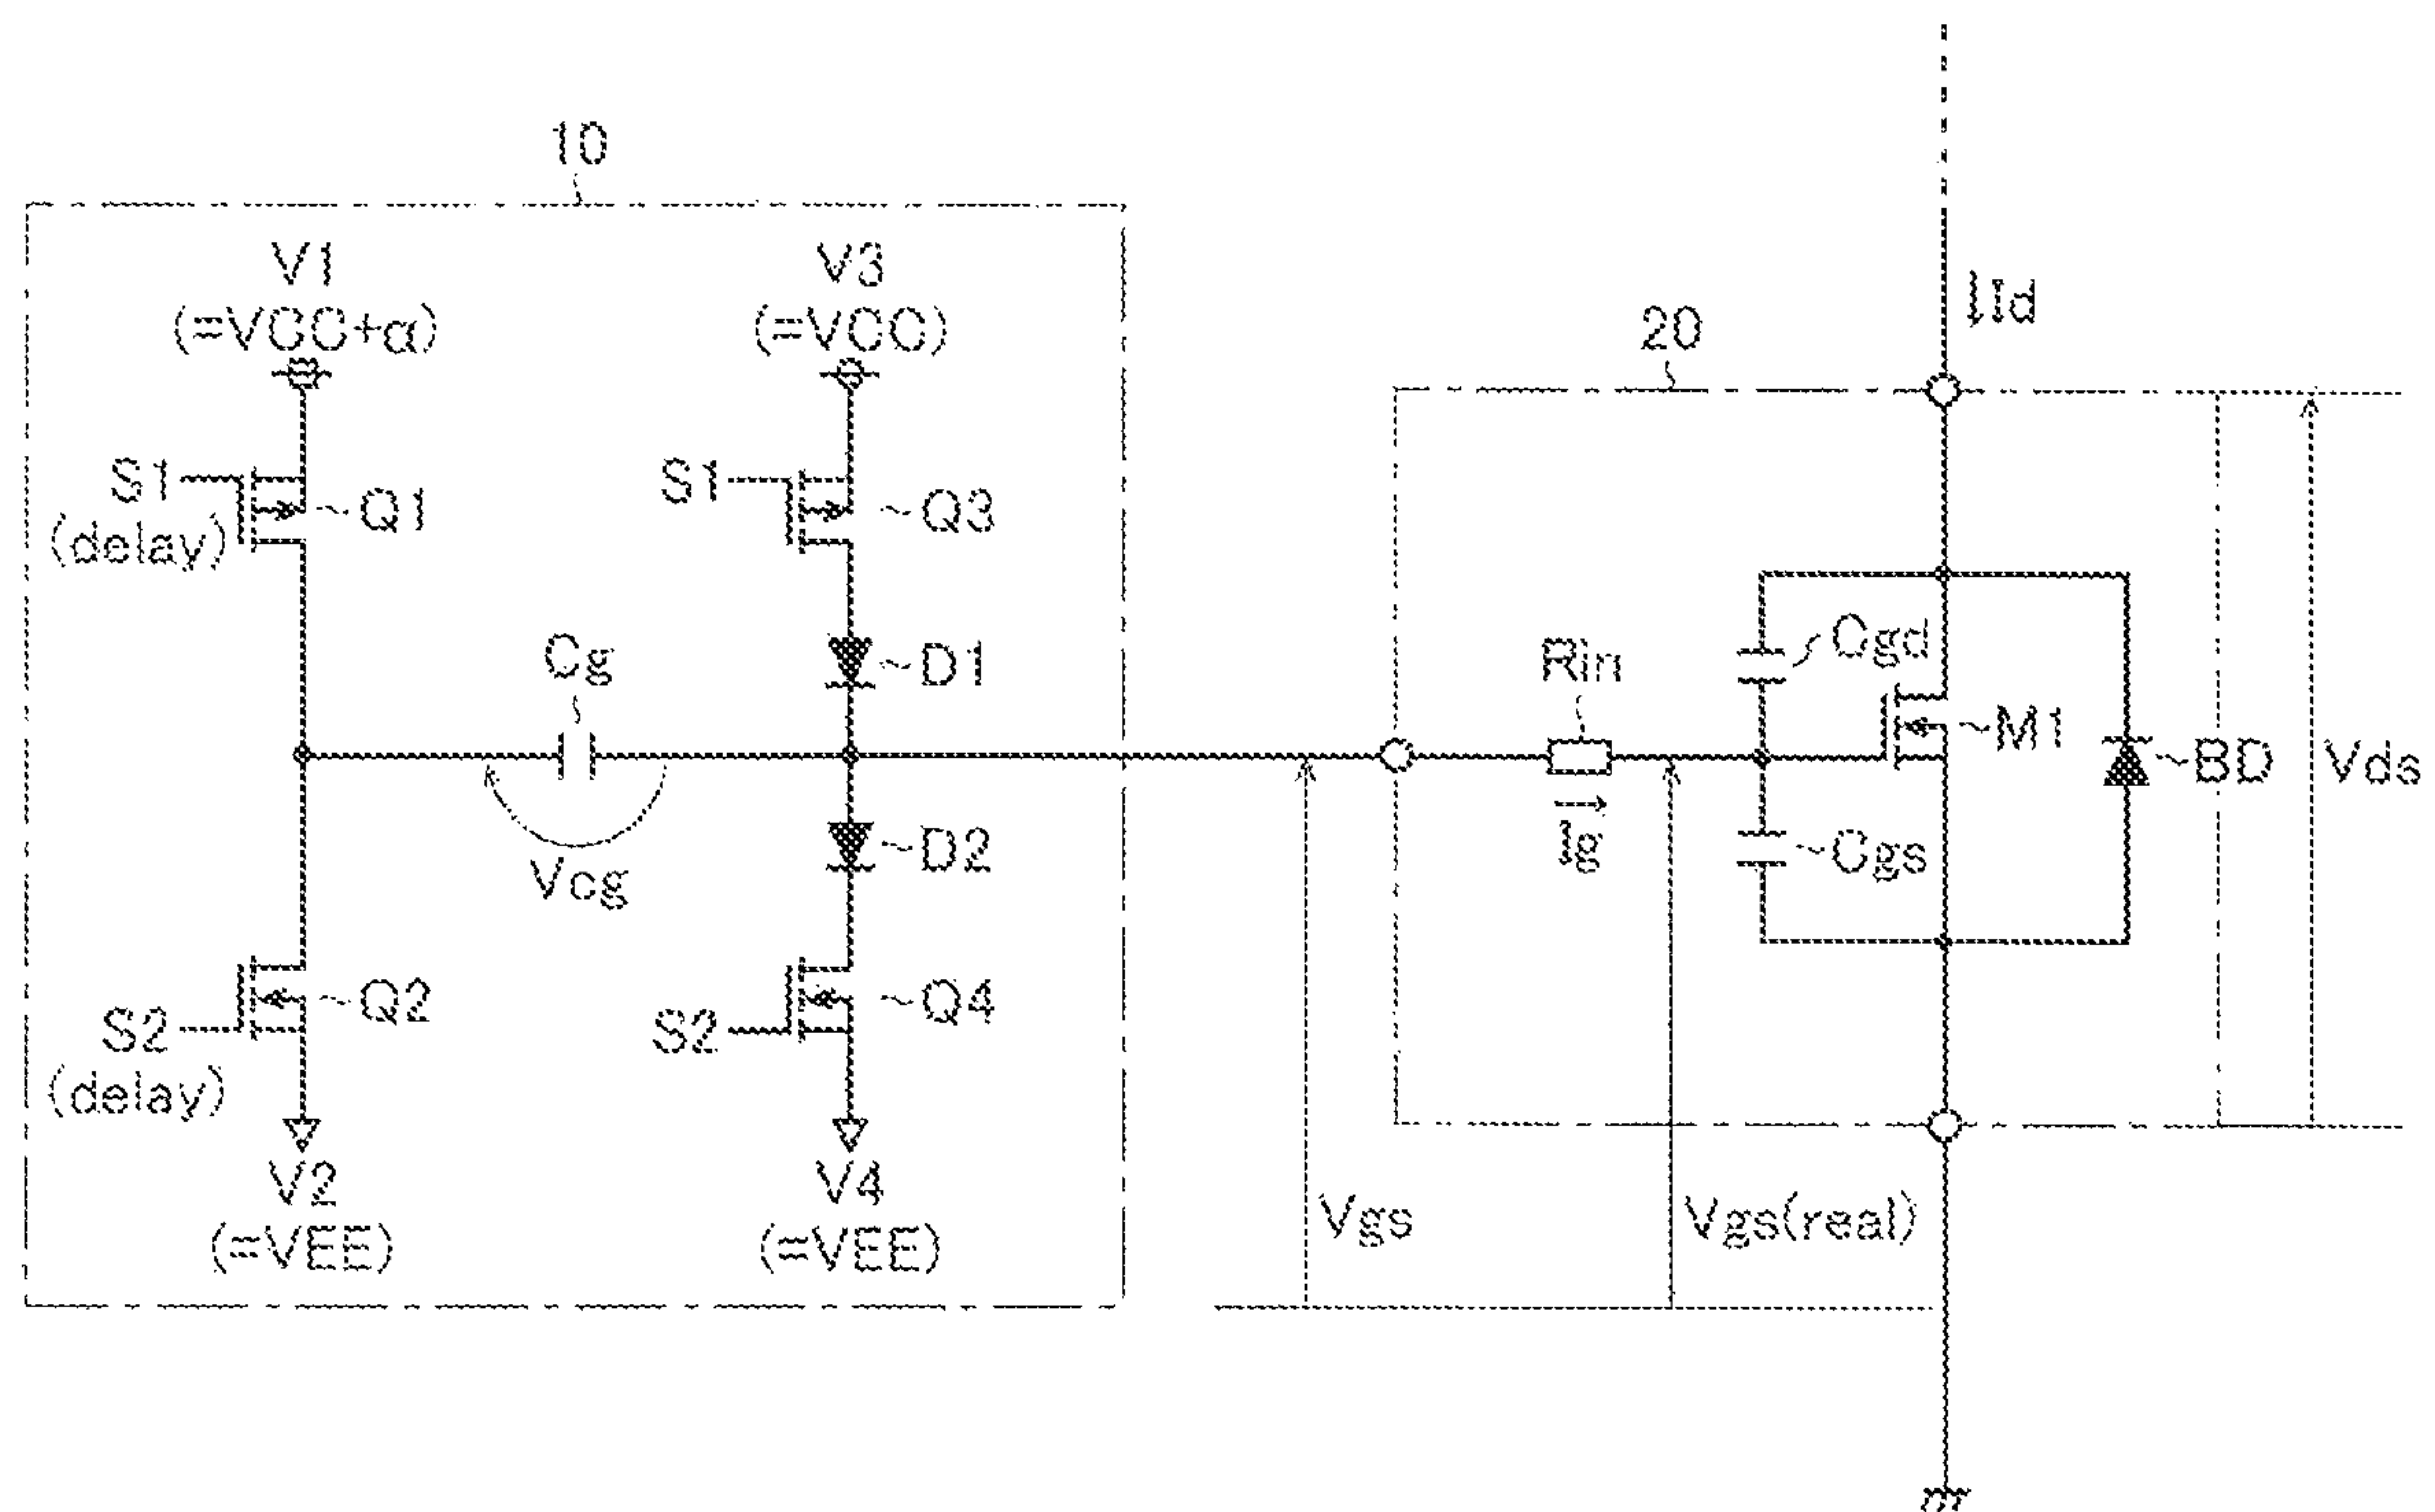 10
V1
(=VCC+α)
V3
(=VCC)
20
↓Id
S1
(delay)
Q1
S1
Q3
D1
Cg
Vcg
D2
Rin
Ig
Cgd
M1
BD
Vds
Cgs
S2
(delay)
Q2
S2
Q4
V2
(=VEE)
V4
(=VEE)
Vgs
Vgs(real)